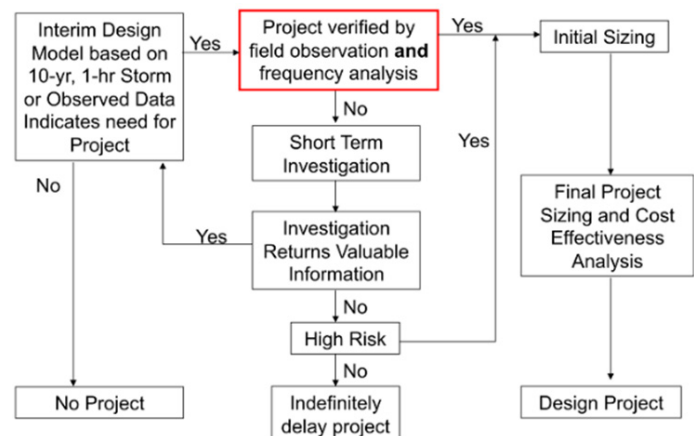 Interim Design
Model based on
10-yr, 1-hr Storm
or Observed Data
Indicates need for
Project
Yes
Project verified by
field observation and
frequency analysis
Yes
Initial Sizing
No
Short Term
Investigation
Yes
No
Final Project
Sizing and Cost
Effectiveness
Analysis
Yes
Investigation
Returns Valuable
Information
No
High Risk
No
No Project
Indefinitely
delay project
Design Project